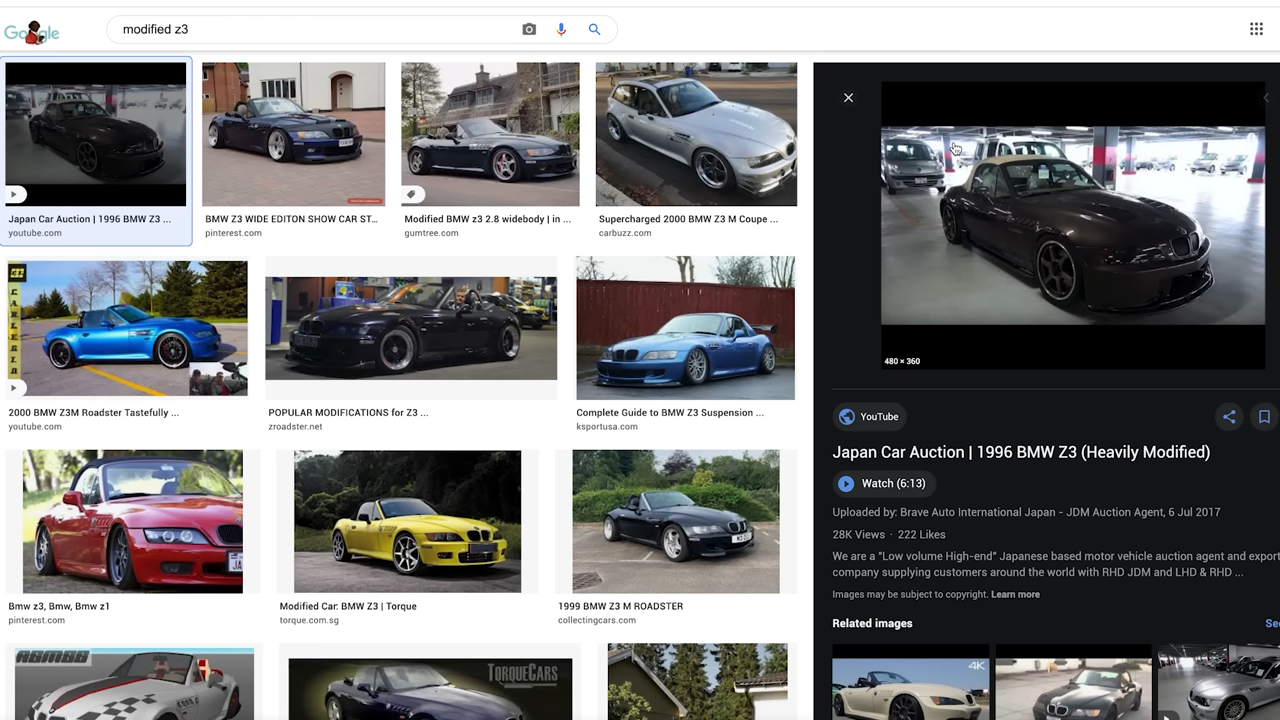 Google
modified z3
Japan Car Auction | 1996 BMW Z3 ...
youtube.com
BMW Z3 WIDE EDITON SHOW CAR ST...
pinterest.com
Modified BMW z3 2.8 widebody | in ...
gumtree.com
Supercharged 2000 BMW Z3 M Coupe ...
carbuzz.com
CARLEGIO
2000 BMW Z3M Roadster Tastefully ...
youtube.com
POPULAR MODIFICATIONS for Z3 ...
zroadster.net
Complete Guide to BMW Z3 Suspension ...
ksportusa.com
Bmw z3, Bmw, Bmw z1
pinterest.com
Modified Car: BMW Z3 | Torque
torque.com.sg
1999 BMW Z3 M ROADSTER
collectingcars.com
TORQUECARS
480 × 360
YouTube
Japan Car Auction | 1996 BMW Z3 (Heavily Modified)
Watch (6:13)
Uploaded by: Brave Auto International Japan - JDM Auction Agent, 6 Jul 2017
28K Views · 222 Likes
We are a "Low volume High-end" Japanese based motor vehicle auction agent and export
company supplying customers around the world with RHD JDM and LHD & RHD ...
Images may be subject to copyright. Learn more
Related images
See
4K